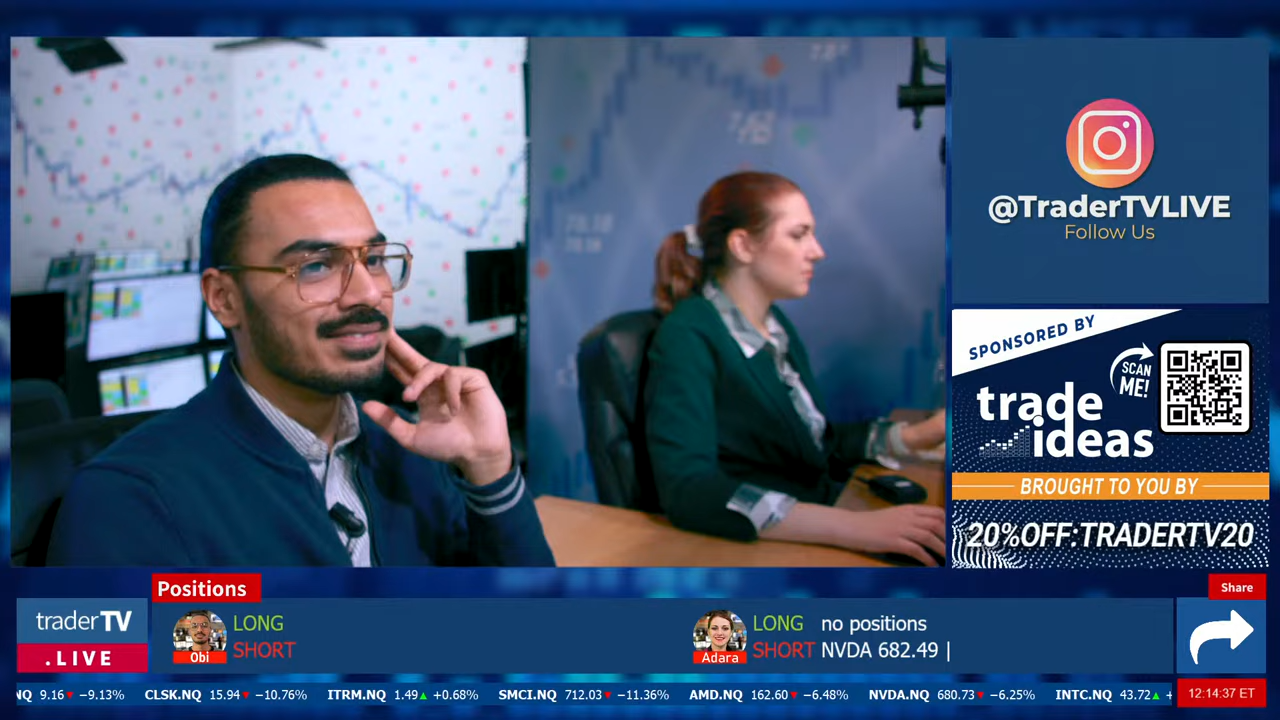 @TraderTVLIVE
Follow Us
SPONSORED BY
SCAN
ME!
trade
ideas
BROUGHT TO YOU BY
20%OFF:TRADERTV20
Positions
Share
traderTV
.LIVE
Obi
LONG
SHORT
Adara
LONG no positions
SHORT NVDA 682.49 |
NQ 9.16▼ −9.13% CLSK.NQ 15.94▼ −10.76% ITRM.NQ 1.49▲ +0.68% SMCI.NQ 712.03▼ −11.36% AMD.NQ 162.60▼ −6.48% NVDA.NQ 680.73▼ −6.25% INTC.NQ 43.72▲ +
12:14:37 ET